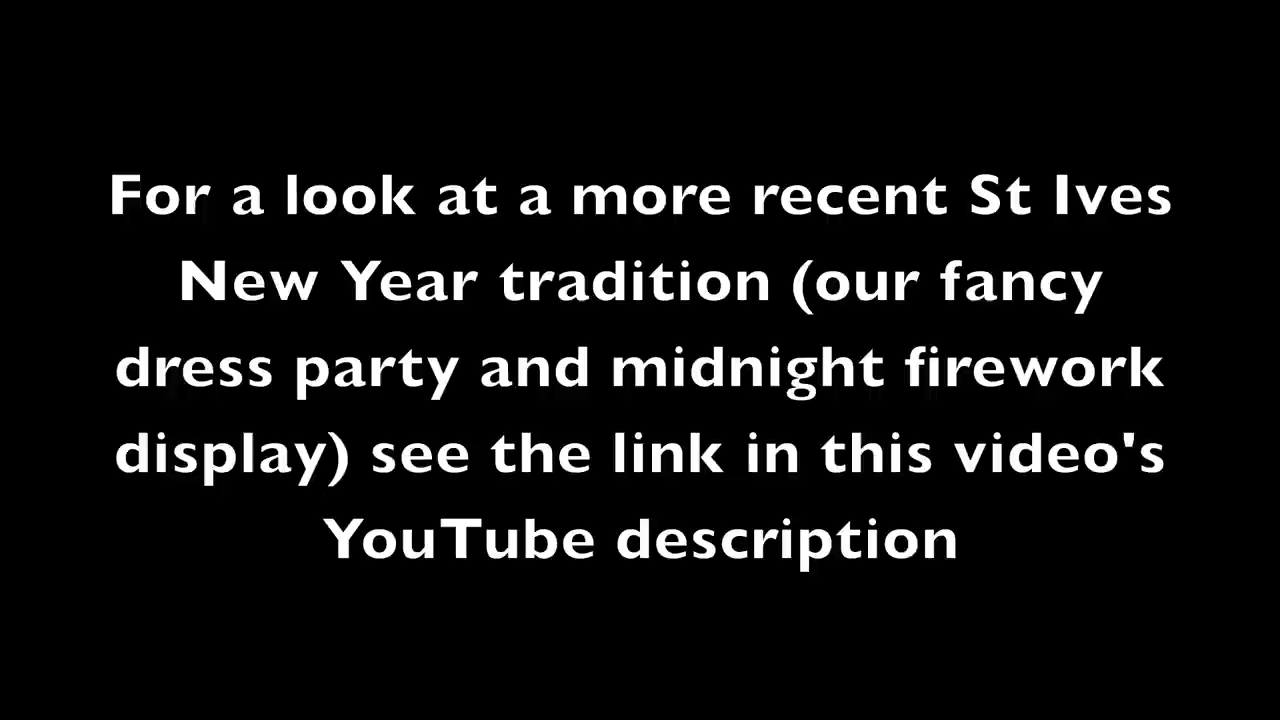 For a look at a more recent St Ives
New Year tradition (our fancy
dress party and midnight firework
display) see the link in this video's
YouTube description